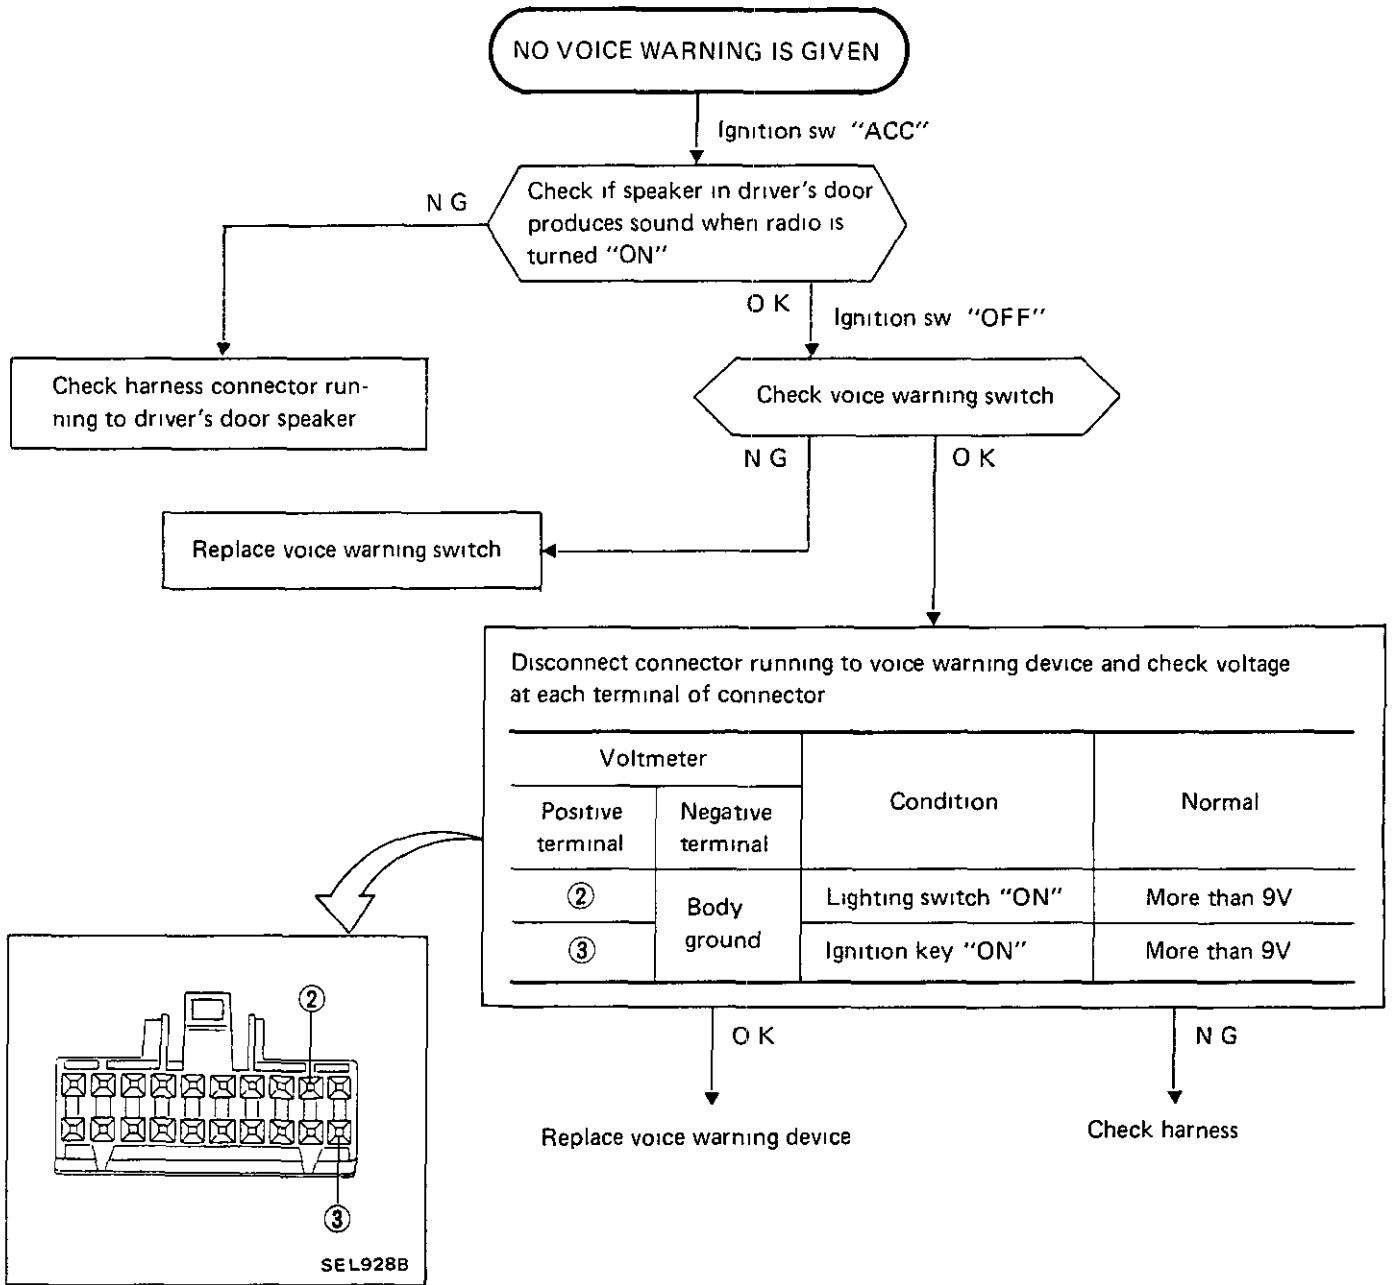 NO VOICE WARNING IS GIVEN
Ignition sw "ACC"
Check if speaker in driver's door
produces sound when radio is
turned "ON"
N G
O K
Ignition sw "OFF"
Check harness connector run-
ning to driver's door speaker
Check voice warning switch
N G
O K
Replace voice warning switch
Disconnect connector running to voice warning device and check voltage
at each terminal of connector
Voltmeter
Condition
Normal
Positive
terminal
Negative
terminal
②
Body
ground
Lighting switch "ON"
More than 9V
③
Ignition key "ON"
More than 9V
O K
N G
Replace voice warning device
Check harness
②
③
SEL928B